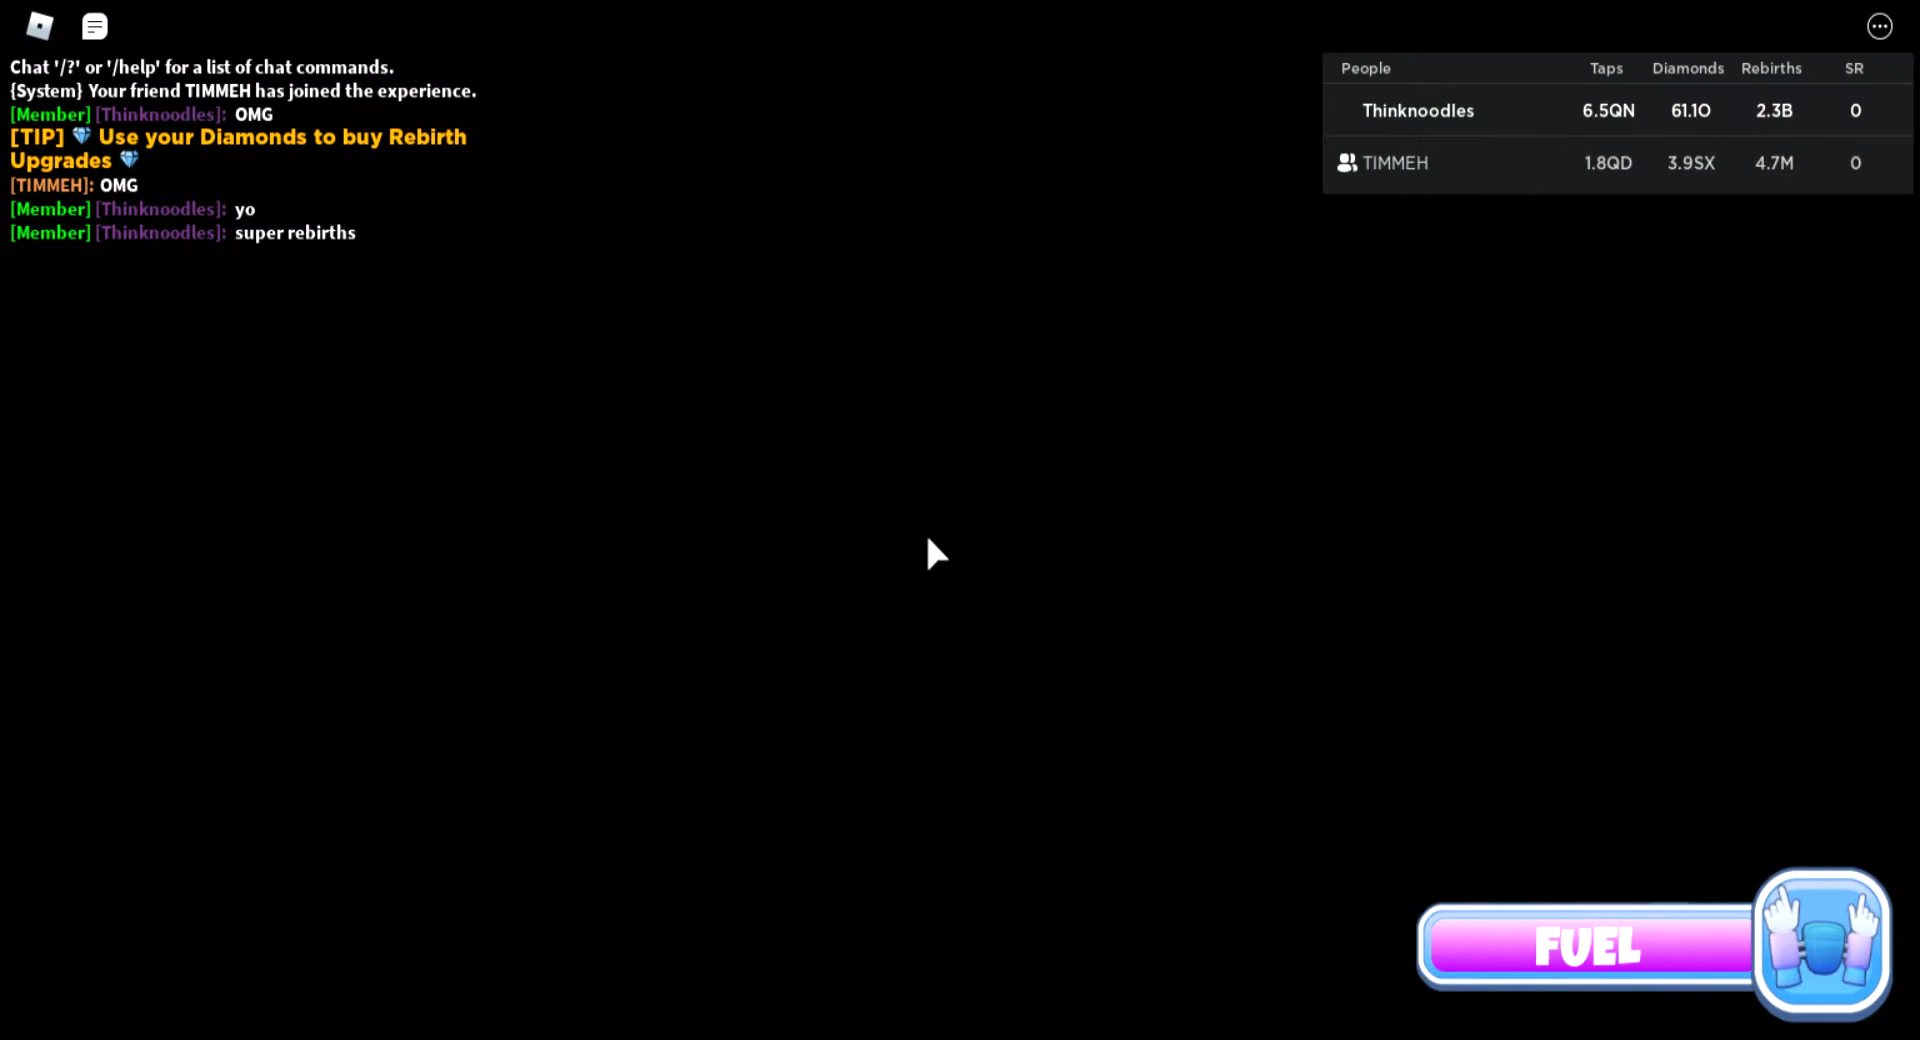 Chat '/?' or '/help' for a list of chat commands.
{System} Your friend TIMMEH has joined the experience.
[Member] [Thinknoodles]: OMG
[TIP] 💎 Use your Diamonds to buy Rebirth
Upgrades 💎
[TIMMEH]: OMG
[Member] [Thinknoodles]: yo
[Member] [Thinknoodles]: super rebirths
People Taps Diamonds Rebirths SR
Thinknoodles 6.5QN 61.1O 2.3B 0
TIMMEH 1.8QD 3.9SX 4.7M 0
FUEL